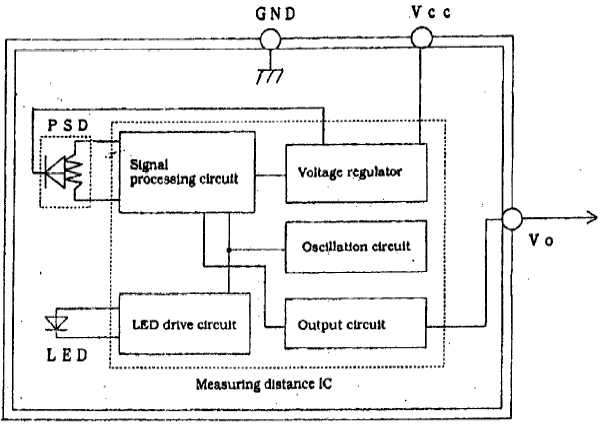 GND
Vcc
PSD
Signal
processing circuit
Voltage regulator
Oscillation circuit
Vo
LED drive circuit
Output circuit
LED
Measuring distance IC